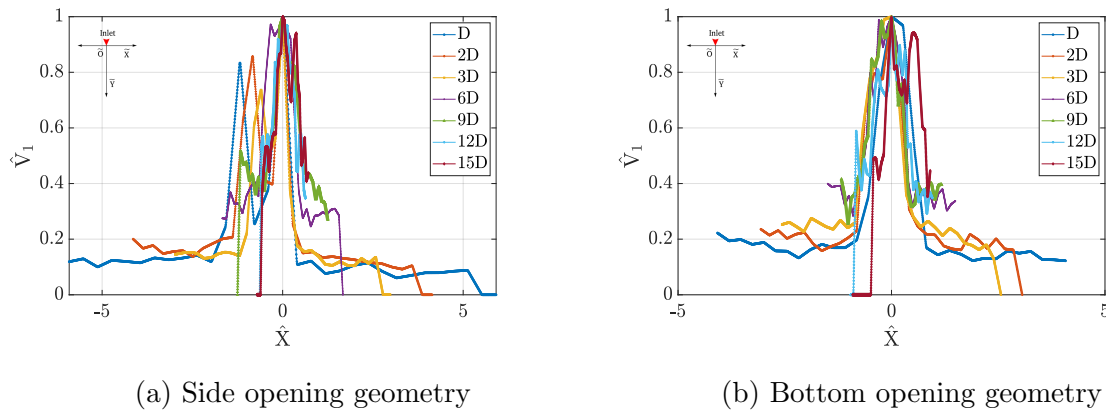 1
0.8
0.6
0.4
0.2
0
V̂₁
-5
0
5
X̂
Inlet
Õ
X̃
Ỹ
D
2D
3D
6D
9D
12D
15D
(a) Side opening geometry
1
0.8
0.6
0.4
0.2
0
V̂₁
-5
0
5
X̂
Inlet
Õ
X̃
Ỹ
D
2D
3D
6D
9D
12D
15D
(b) Bottom opening geometry